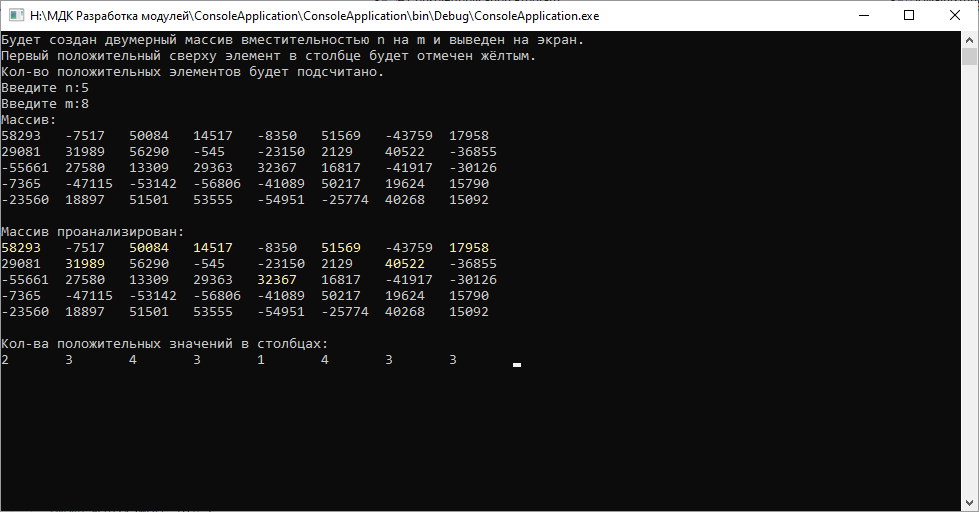 H:\МДК Разработка модулей\ConsoleApplication\ConsoleApplication\bin\Debug\ConsoleApplication.exe
Будет создан двумерный массив вместительностью n на m и выведен на экран.
Первый положительный сверху элемент в столбце будет отмечен жёлтым.
Кол-во положительных элементов будет подсчитано.
Введите n:5
Введите m:8
Массив:
58293 -7517 50084 14517 -8350 51569 -43759 17958
29081 31989 56290 -545 -23150 2129 40522 -36855
-55661 27580 13309 29363 32367 16817 -41917 -30126
-7365 -47115 -53142 -56806 -41089 50217 19624 15790
-23560 18897 51501 53555 -54951 -25774 40268 15092
Массив проанализирован:
58293 -7517 50084 14517 -8350 51569 -43759 17958
29081 31989 56290 -545 -23150 2129 40522 -36855
-55661 27580 13309 29363 32367 16817 -41917 -30126
-7365 -47115 -53142 -56806 -41089 50217 19624 15790
-23560 18897 51501 53555 -54951 -25774 40268 15092
Кол-ва положительных значений в столбцах:
2 3 4 3 1 4 3 3